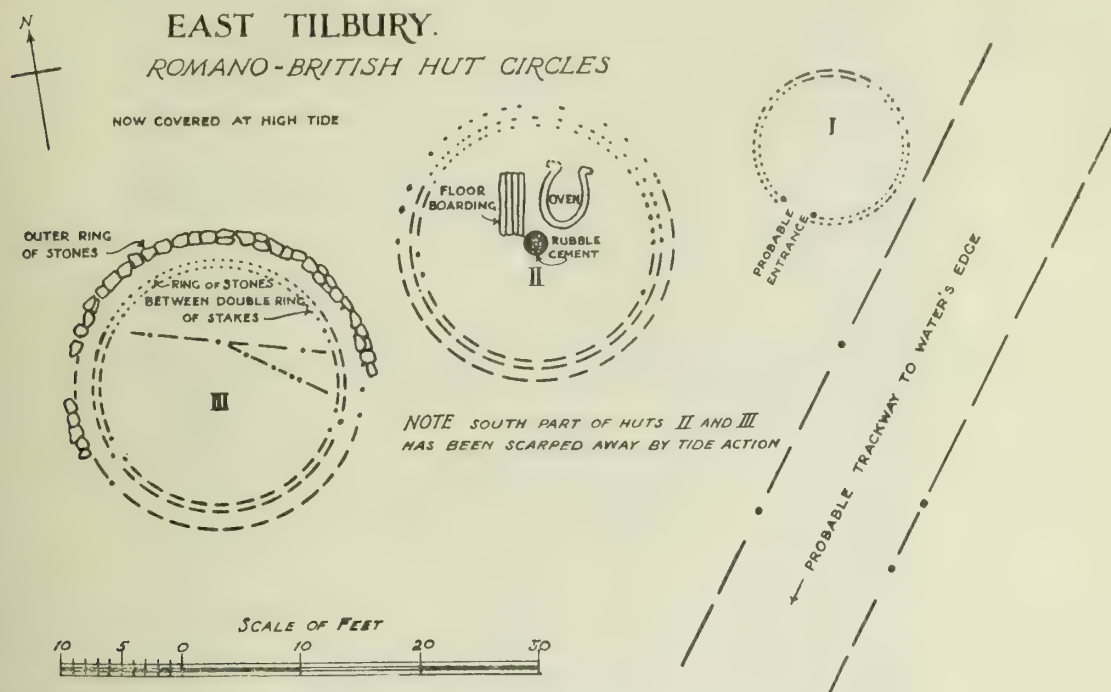 N
EAST TILBURY.
ROMANO-BRITISH HUT CIRCLES
NOW COVERED AT HIGH TIDE
I
PROBABLE
ENTRANCE
FLOOR
BOARDING
OVEN
RUBBLE
CEMENT
II
OUTER RING
OF STONES
RING OF STONES
BETWEEN DOUBLE RING
OF STAKES
III
NOTE SOUTH PART OF HUTS II AND III
HAS BEEN SCARPED AWAY BY TIDE ACTION
PROBABLE TRACKWAY TO WATER'S EDGE
SCALE OF FEET
10 5 0 10 20 30